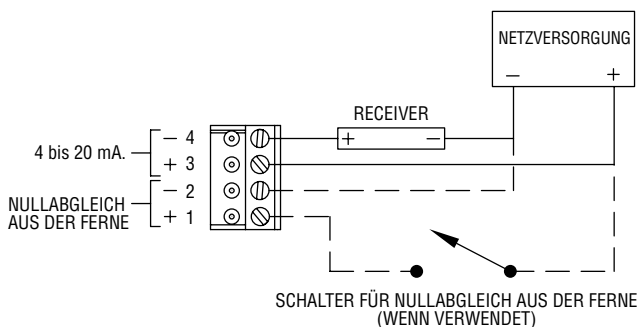 NETZVERSORGUNG
− +
RECEIVER
+ −
4 bis 20 mA.
− 4
+ 3
− 2
+ 1
NULLABGLEICH
AUS DER FERNE
SCHALTER FÜR NULLABGLEICH AUS DER FERNE
(WENN VERWENDET)